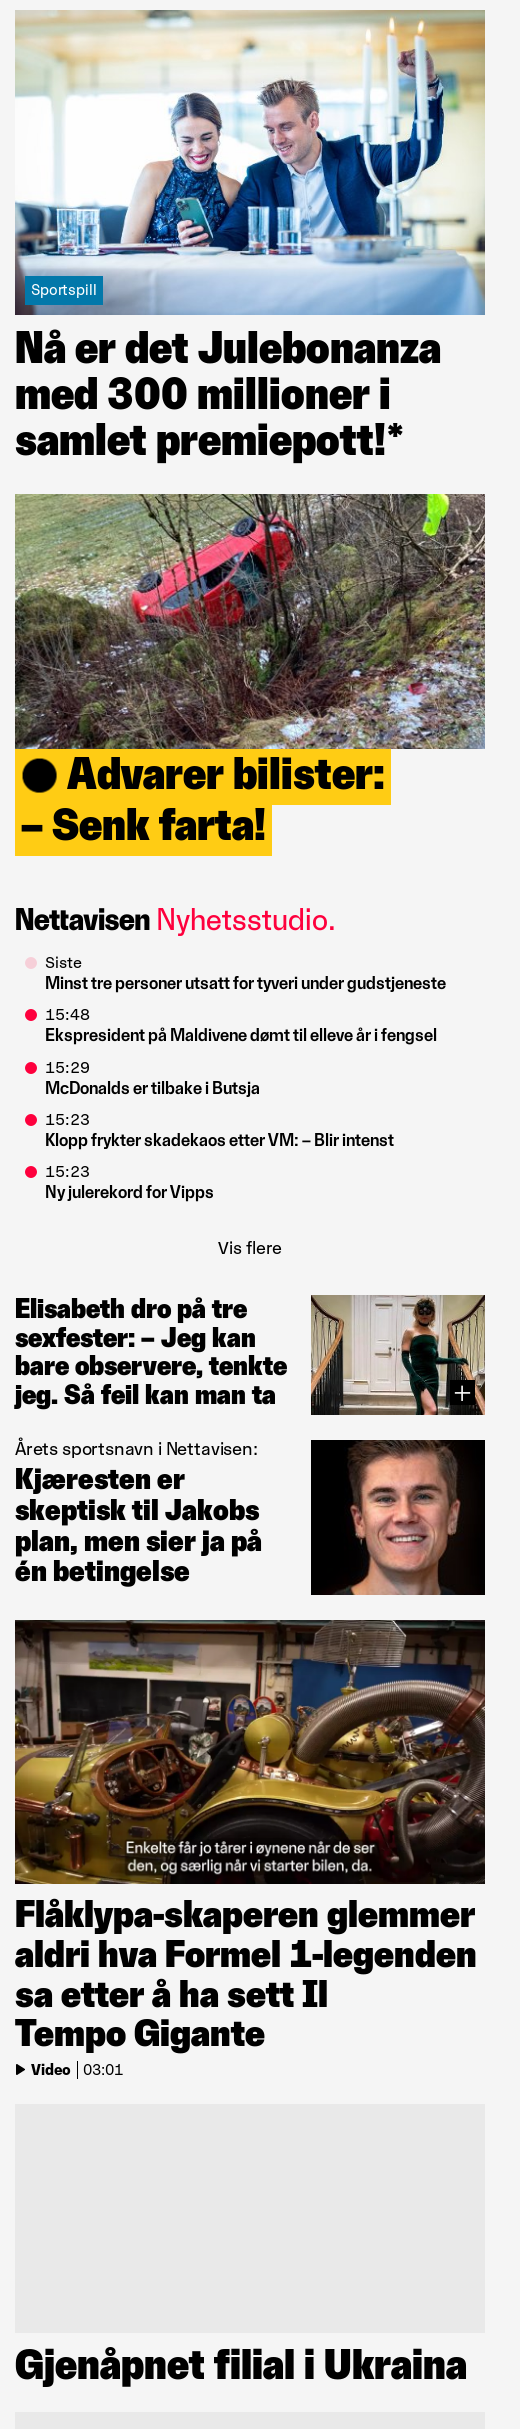 Sportspill
Nå er det Julebonanza
med 300 millioner i
samlet premiepott!*
Advarer bilister:
– Senk farta!
Nettavisen Nyhetsstudio.
Siste
Minst tre personer utsatt for tyveri under gudstjeneste
15:48
Ekspresident på Maldivene dømt til elleve år i fengsel
15:29
McDonalds er tilbake i Butsja
15:23
Klopp frykter skadekaos etter VM: – Blir intenst
15:23
Ny julerekord for Vipps
Vis flere
Elisabeth dro på tre
sexfester: – Jeg kan
bare observere, tenkte
jeg. Så feil kan man ta
Årets sportsnavn i Nettavisen:
Kjæresten er
skeptisk til Jakobs
plan, men sier ja på
én betingelse
Enkelte får jo tårer i øynene når de ser
den, og særlig når vi starter bilen, da.
Flåklypa-skaperen glemmer
aldri hva Formel 1-legenden
sa etter å ha sett Il
Tempo Gigante
Video | 03:01
Gjenåpnet filial i Ukraina